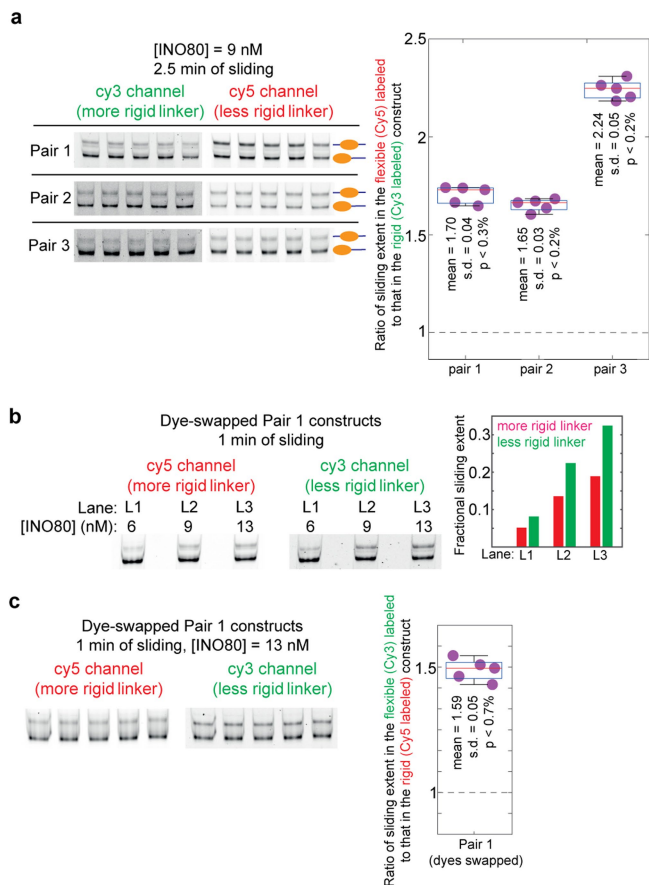 a
[INO80] = 9 nM
2.5 min of sliding
cy3 channel
(more rigid linker)
cy5 channel
(less rigid linker)
Pair 1
Pair 2
Pair 3
Ratio of sliding extent in the flexible (Cy5) labeled
to that in the rigid (Cy3 labeled) construct
2.5
2
1.5
1
mean = 1.70
s.d. = 0.04
p < 0.3%
mean = 1.65
s.d. = 0.03
p < 0.2%
mean = 2.24
s.d. = 0.05
p < 0.2%
pair 1
pair 2
pair 3
b
Dye-swapped Pair 1 constructs
1 min of sliding
cy5 channel
(more rigid linker)
cy3 channel
(less rigid linker)
Lane: L1 L2 L3 L1 L2 L3
[INO80] (nM): 6 9 13 6 9 13
Fractional sliding extent
0.3
0.2
0.1
more rigid linker
less rigid linker
Lane: L1 L2 L3
c
Dye-swapped Pair 1 constructs
1 min of sliding, [INO80] = 13 nM
cy5 channel
(more rigid linker)
cy3 channel
(less rigid linker)
Ratio of sliding extent in the flexible (Cy3) labeled
to that in the rigid (Cy5 labeled) construct
1.5
1
mean = 1.59
s.d. = 0.05
p < 0.7%
Pair 1
(dyes swapped)